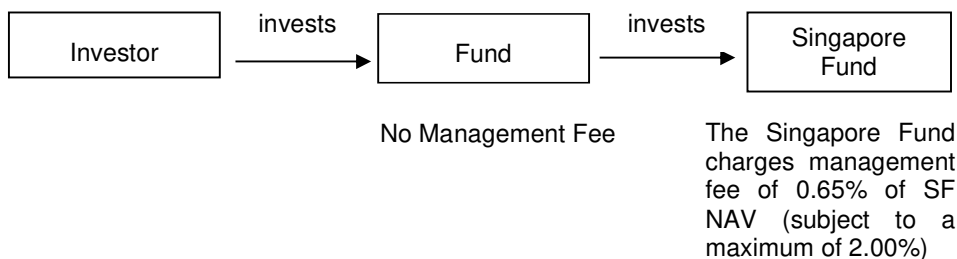 invests
invests
Investor
Fund
Singapore
Fund
No Management Fee
The Singapore Fund
charges management
fee of 0.65% of SF
NAV (subject to a
maximum of 2.00%)